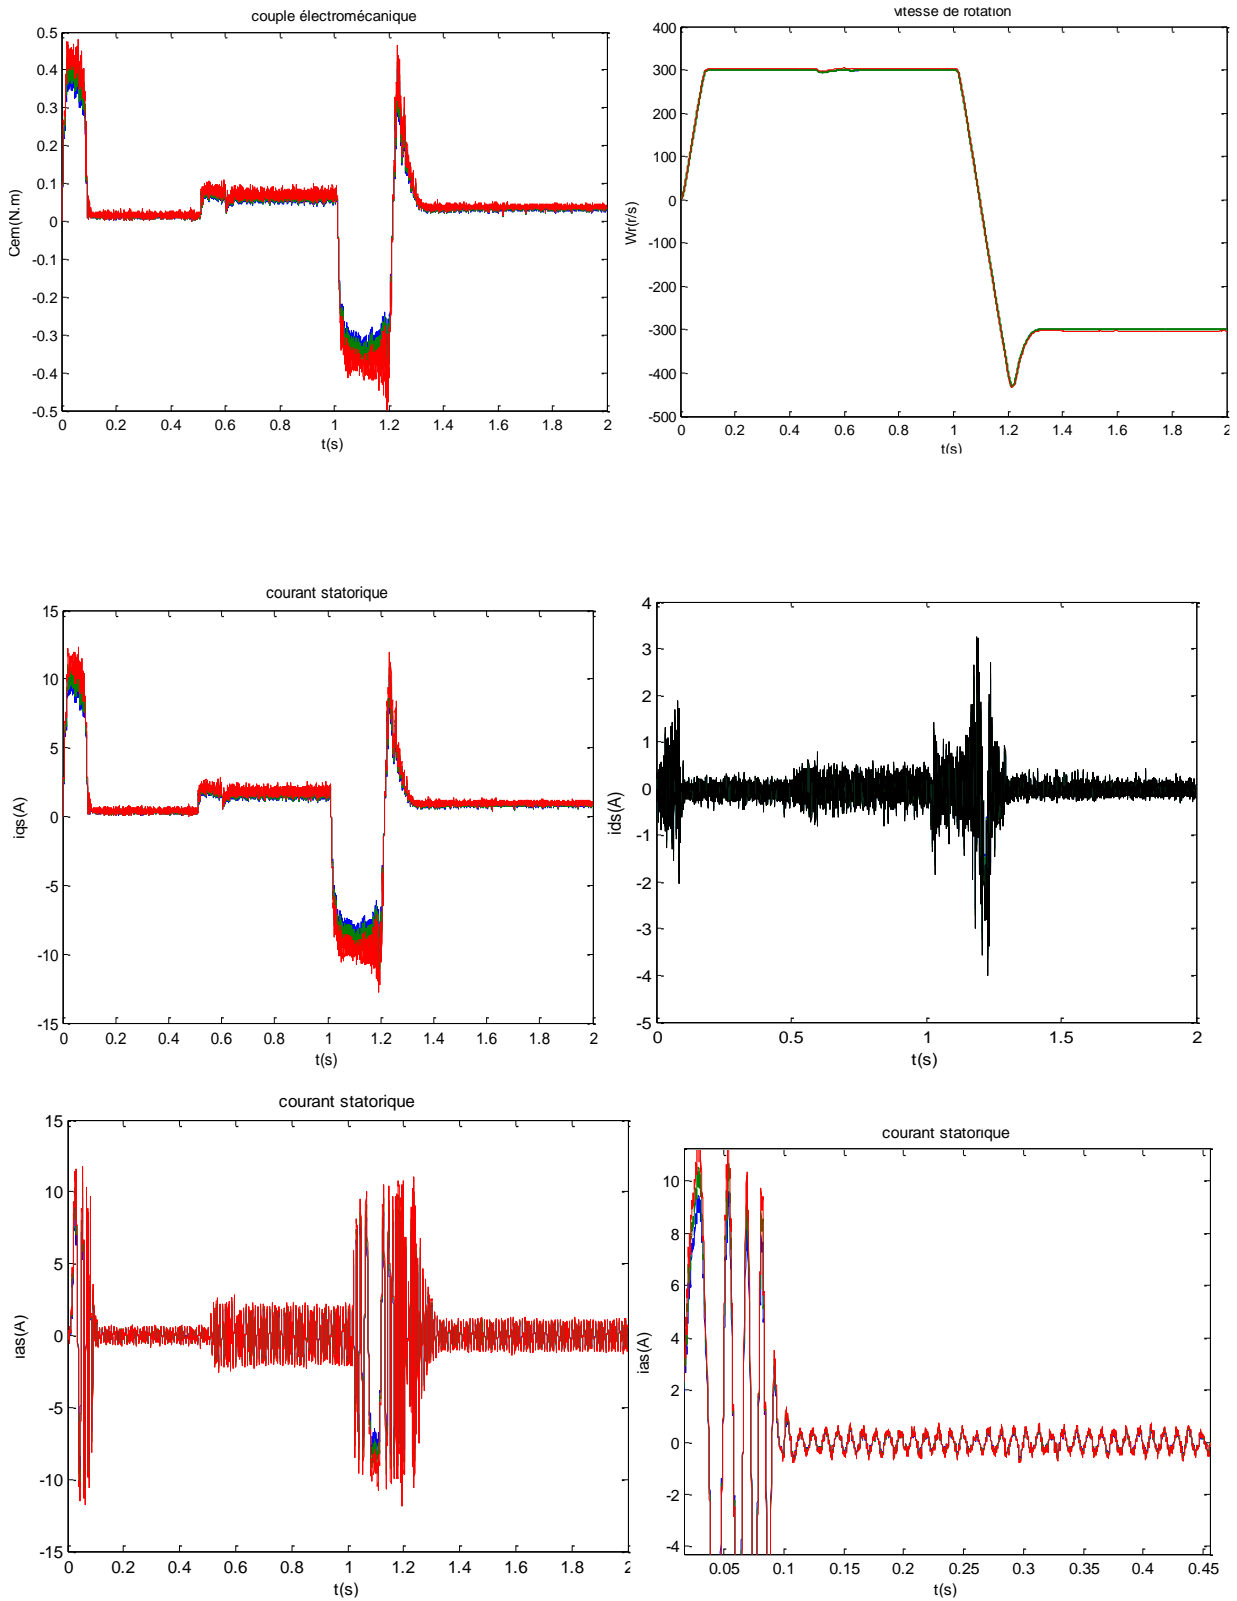 couple électromécanique
Cem(N.m)
0.5
0.4
0.3
0.2
0.1
0
-0.1
-0.2
-0.3
-0.4
-0.5
0 0.2 0.4 0.6 0.8 1 1.2 1.4 1.6 1.8 2
t(s)
vitesse de rotation
Wr(r/s)
400
300
200
100
0
-100
-200
-300
-400
-500
0 0.2 0.4 0.6 0.8 1 1.2 1.4 1.6 1.8 2
t(s)
courant statorique
iqs(A)
15
10
5
0
-5
-10
-15
0 0.2 0.4 0.6 0.8 1 1.2 1.4 1.6 1.8 2
t(s)
ids(A)
4
3
2
1
0
-1
-2
-3
-4
-5
0 0.5 1 1.5 2
t(s)
courant statorique
ias(A)
15
10
5
0
-5
-10
-15
0 0.2 0.4 0.6 0.8 1 1.2 1.4 1.6 1.8 2
t(s)
courant statorique
ias(A)
10
8
6
4
2
0
-2
-4
0.05 0.1 0.15 0.2 0.25 0.3 0.35 0.4 0.45
t(s)